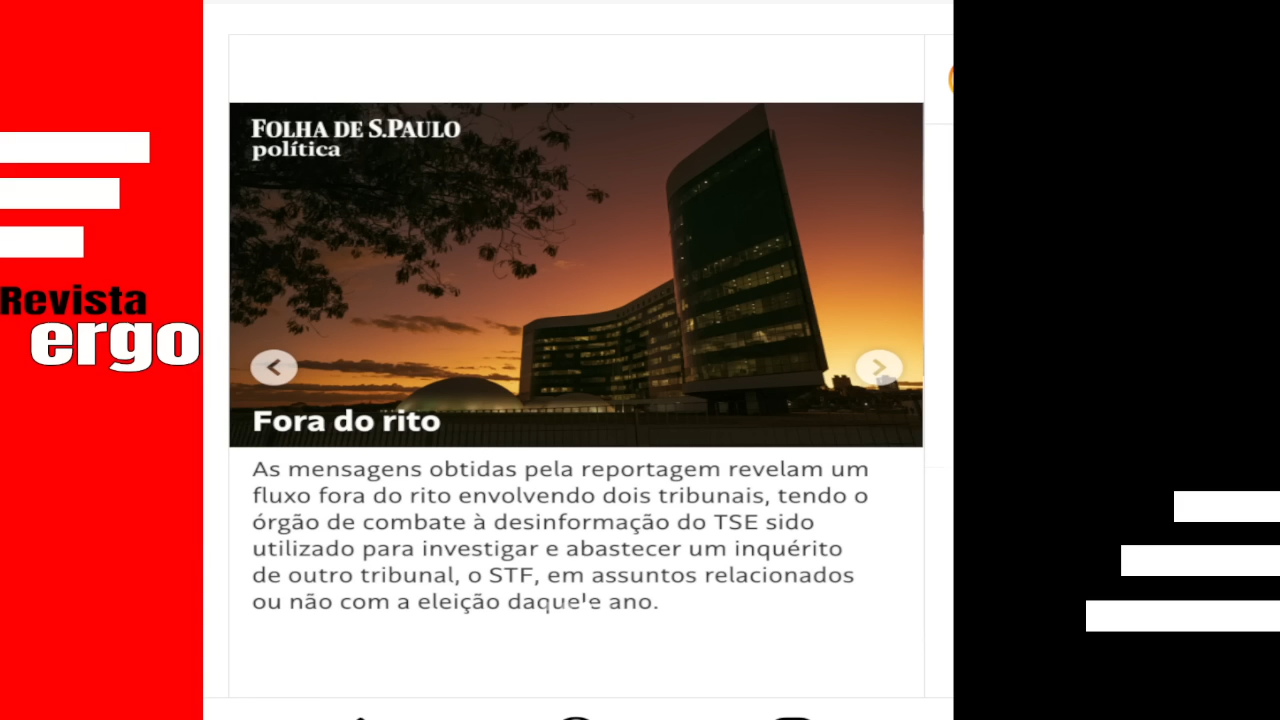 Revista
ergo
FOLHA DE S.PAULO
política
Fora do rito
As mensagens obtidas pela reportagem revelam um
fluxo fora do rito envolvendo dois tribunais, tendo o
órgão de combate à desinformação do TSE sido
utilizado para investigar e abastecer um inquérito
de outro tribunal, o STF, em assuntos relacionados
ou não com a eleição daquele ano.